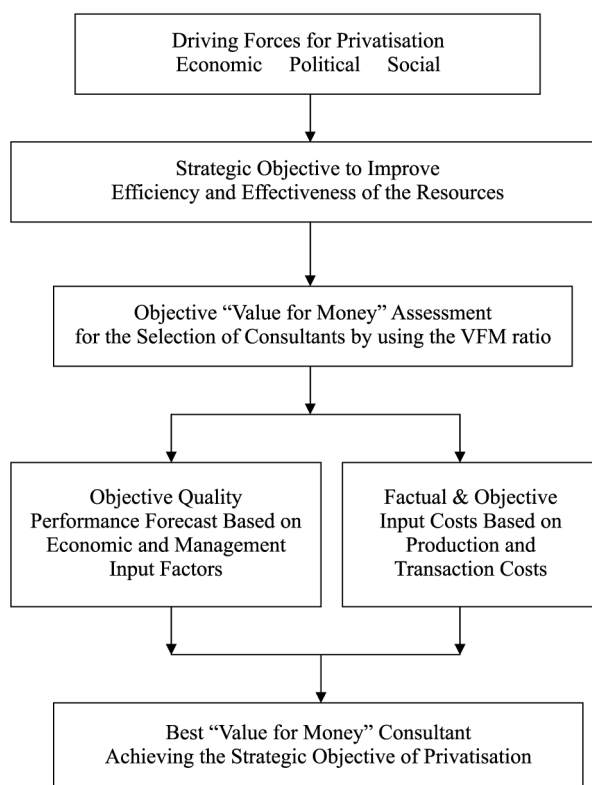 Driving Forces for Privatisation
Economic Political Social
Strategic Objective to Improve
Efficiency and Effectiveness of the Resources
Objective “Value for Money” Assessment
for the Selection of Consultants by using the VFM ratio
Objective Quality
Performance Forecast Based on
Economic and Management
Input Factors
Factual & Objective
Input Costs Based on
Production and
Transaction Costs
Best “Value for Money” Consultant
Achieving the Strategic Objective of Privatisation